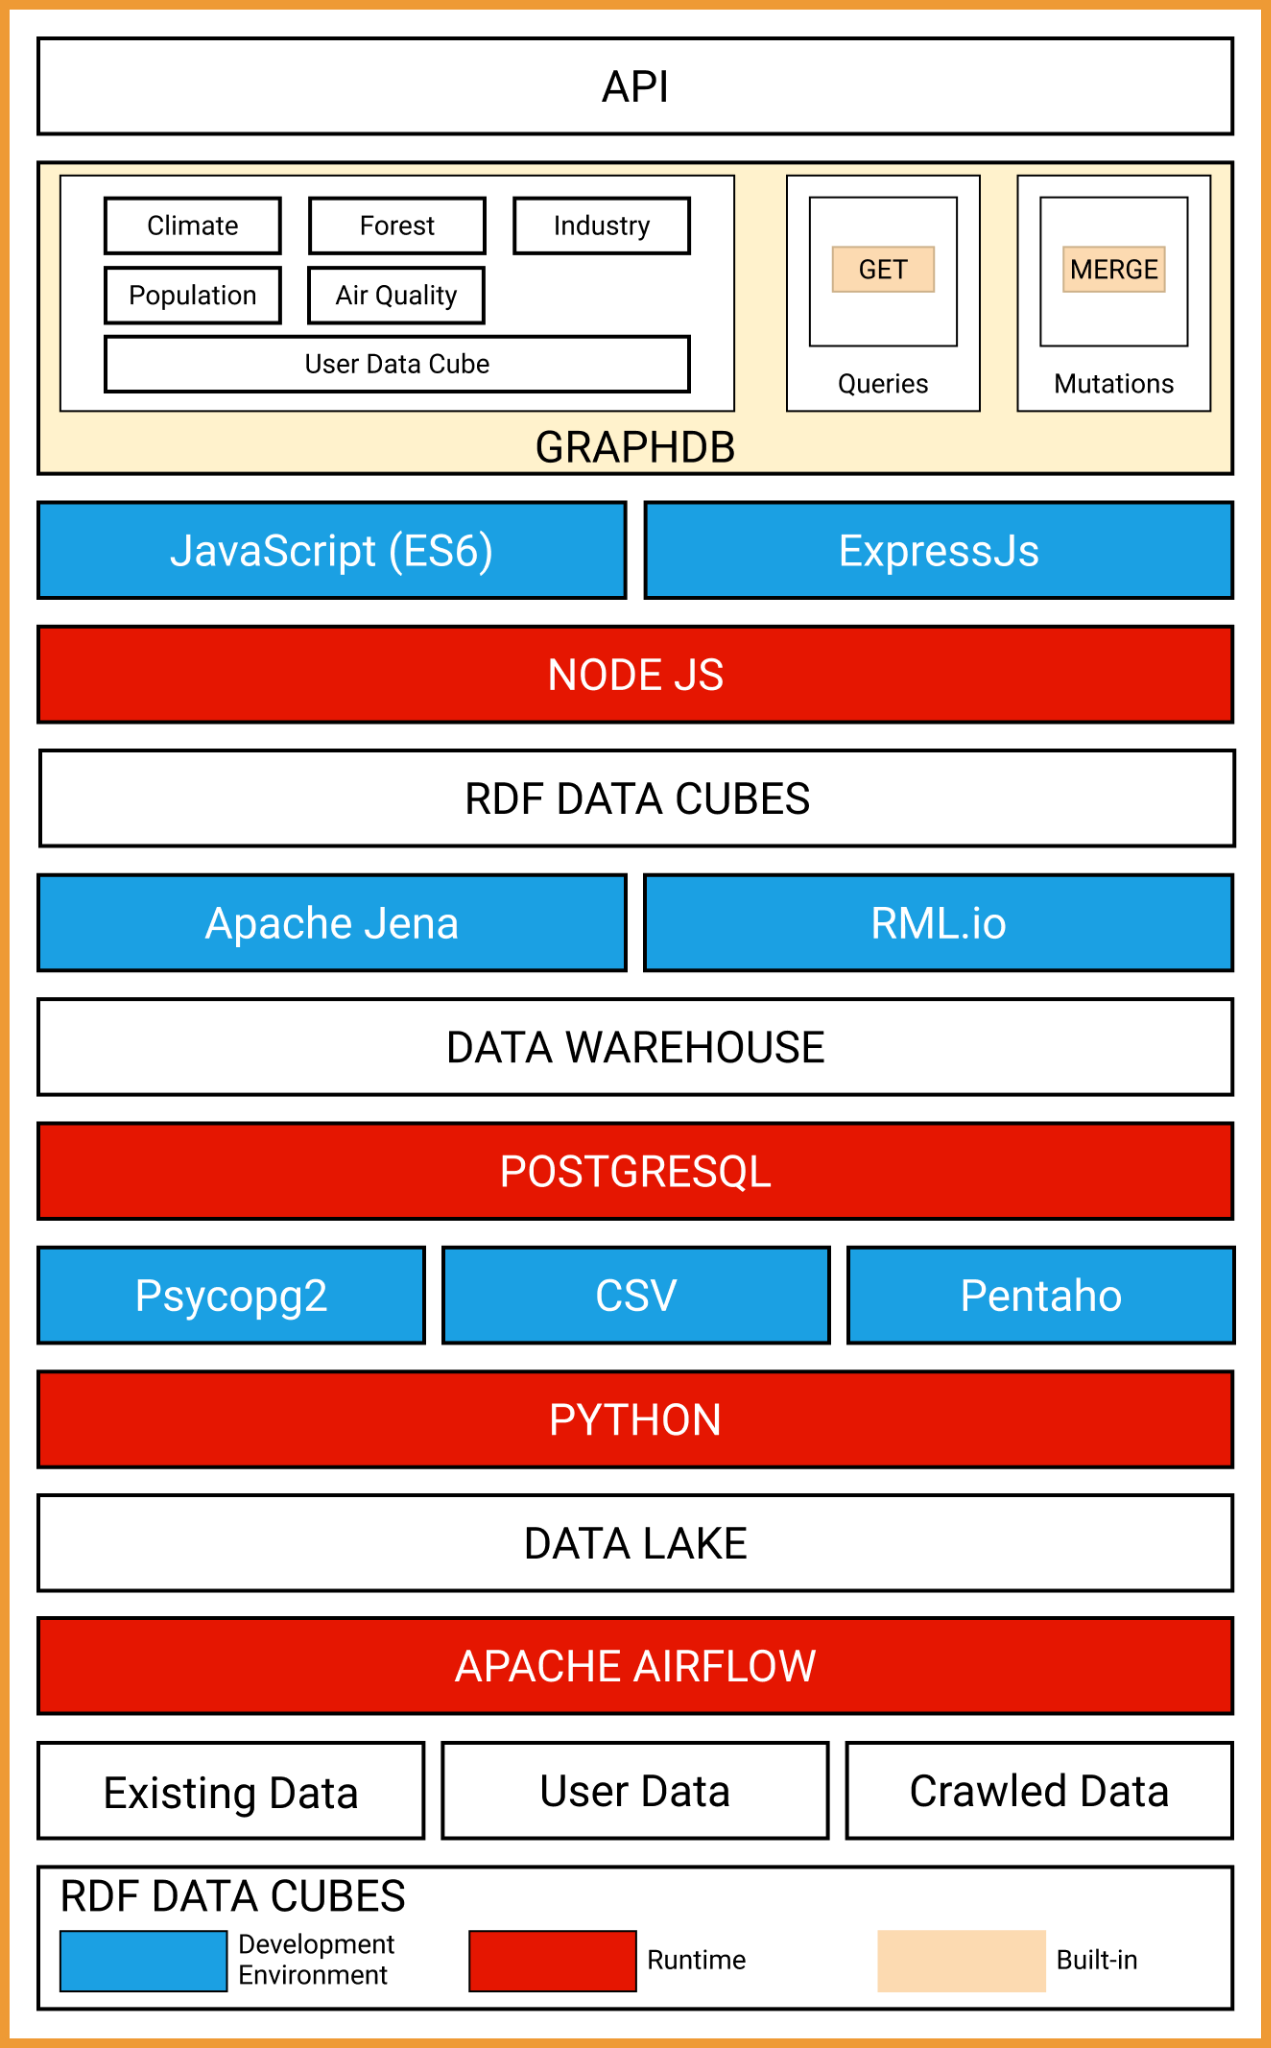 API
Climate
Forest
Industry
Population
Air Quality
User Data Cube
GET
Queries
MERGE
Mutations
GRAPHDB
JavaScript (ES6)
ExpressJs
NODE JS
RDF DATA CUBES
Apache Jena
RML.io
DATA WAREHOUSE
POSTGRESQL
Psycopg2
CSV
Pentaho
PYTHON
DATA LAKE
APACHE AIRFLOW
Existing Data
User Data
Crawled Data
RDF DATA CUBES
Development
Environment
Runtime
Built-in